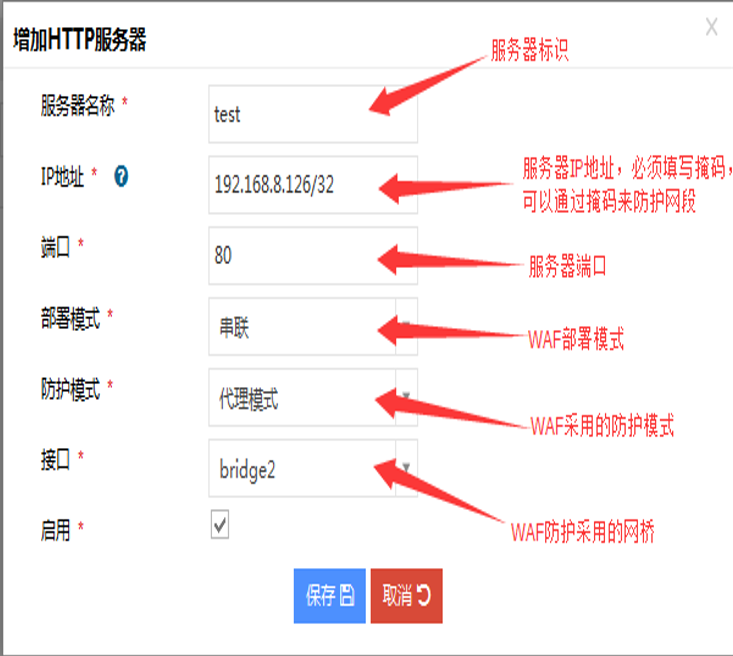 增加HTTP服务器
×
服务器标识
服务器名称 *
test
IP地址 *
192.168.8.126/32
服务器IP地址，必须填写掩码，
可以通过掩码来防护网段
端口 *
80
服务器端口
部署模式 *
串联
WAF部署模式
防护模式 *
代理模式
WAF采用的防护模式
接口 *
bridge2
WAF防护采用的网桥
启用 *
保存
取消